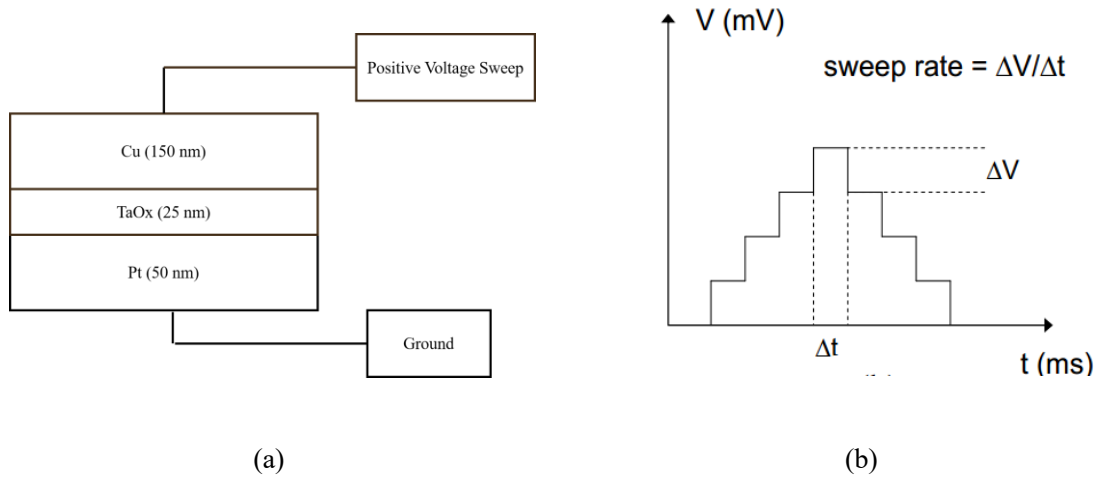 Positive Voltage Sweep
Cu (150 nm)
TaOx (25 nm)
Pt (50 nm)
Ground
(a)
V (mV)
sweep rate = ΔV/Δt
ΔV
Δt
t (ms)
(b)